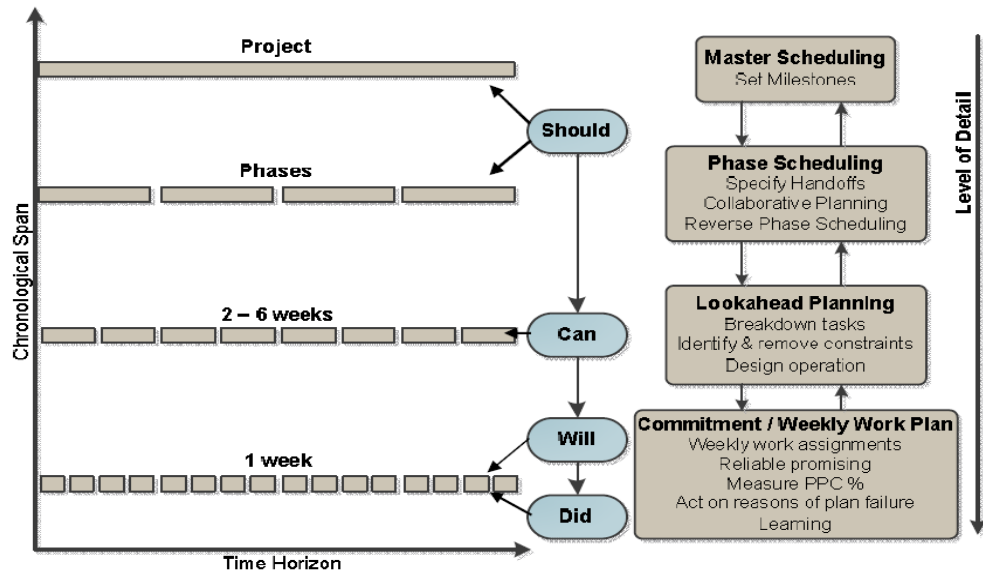 Project
Should
Phases
2 – 6 weeks
Can
Will
1 week
Did
Chronological Span
Time Horizon
Master Scheduling
Set Milestones
Phase Scheduling
Specify Handoffs
Collaborative Planning
Reverse Phase Scheduling
Lookahead Planning
Breakdown tasks
Identify & remove constraints
Design operation
Commitment / Weekly Work Plan
Weekly work assignments
Reliable promising
Measure PPC %
Act on reasons of plan failure
Learning
Level of Detail